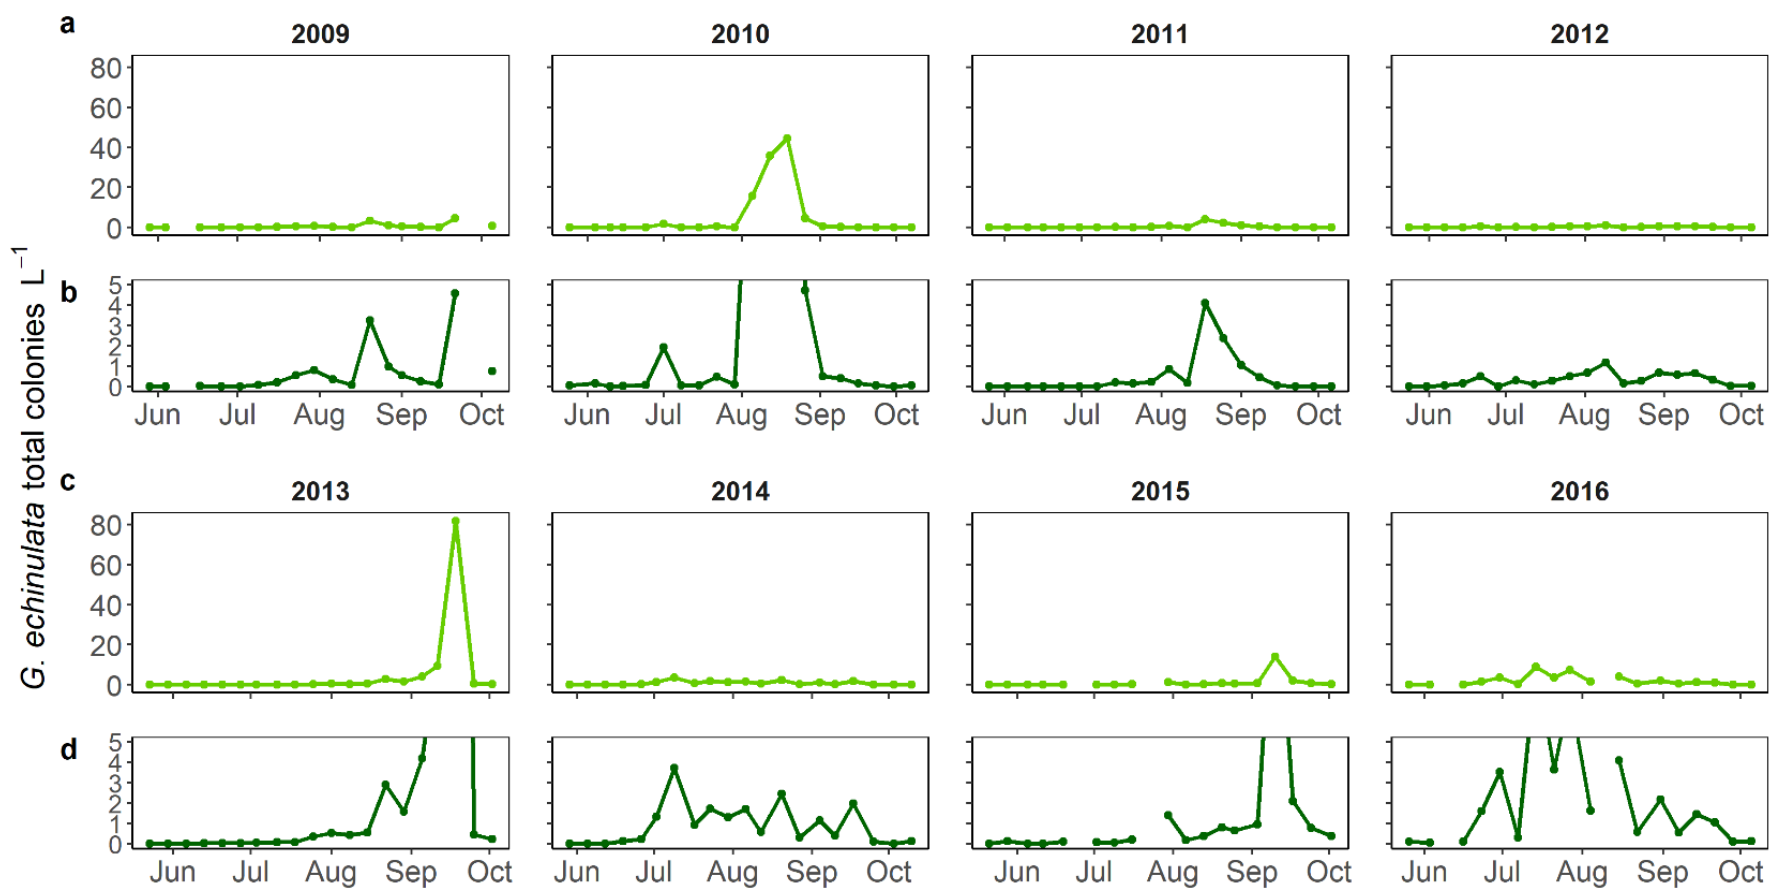 a
2009 2010 2011 2012
80
60
40
20
0
b
5
4
3
2
1
0
Jun Jul Aug Sep Oct Jun Jul Aug Sep Oct Jun Jul Aug Sep Oct Jun Jul Aug Sep Oct
G. echinulata total colonies L−1
c
2013 2014 2015 2016
80
60
40
20
0
d
5
4
3
2
1
0
Jun Jul Aug Sep Oct Jun Jul Aug Sep Oct Jun Jul Aug Sep Oct Jun Jul Aug Sep Oct